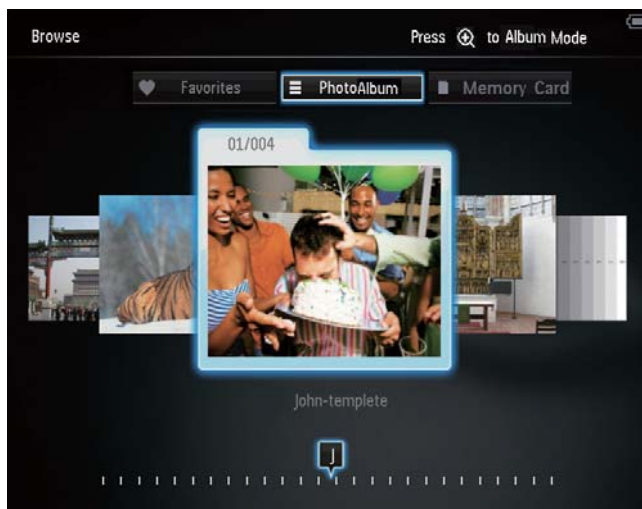 Browse
Press to Album Mode
Favorites
PhotoAlbum
Memory Card
01/004
John-templete
J